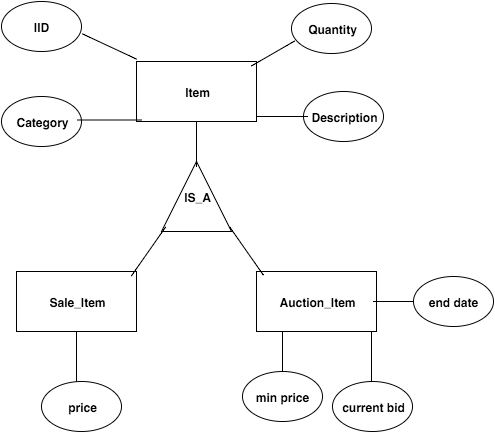 IID
Quantity
Item
Category
Description
IS_A
Sale_Item
Auction_Item
end date
price
min price
current bid